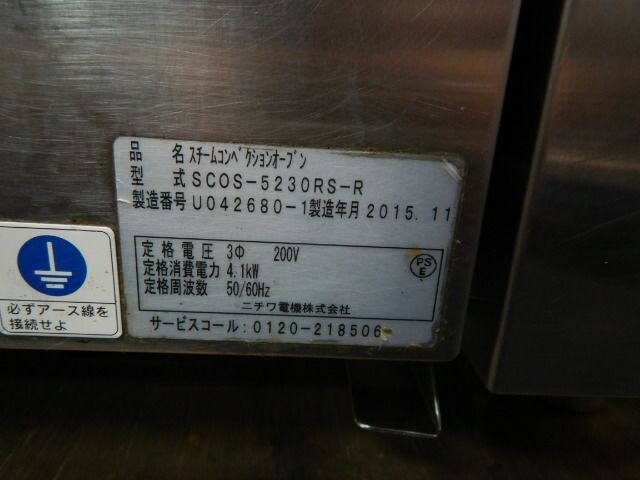 品 名 スチームコンベクションオーブン
型 式 SCOS-5230RS-R
製造番号 U042680-1 製造年月 2015.11
定格電圧 3Φ 200V
定格消費電力 4.1kW
定格周波数 50/60Hz
PS
E
ニチワ電機株式会社
サービスコール:0120-218506
必ずアース線を
接続せよ